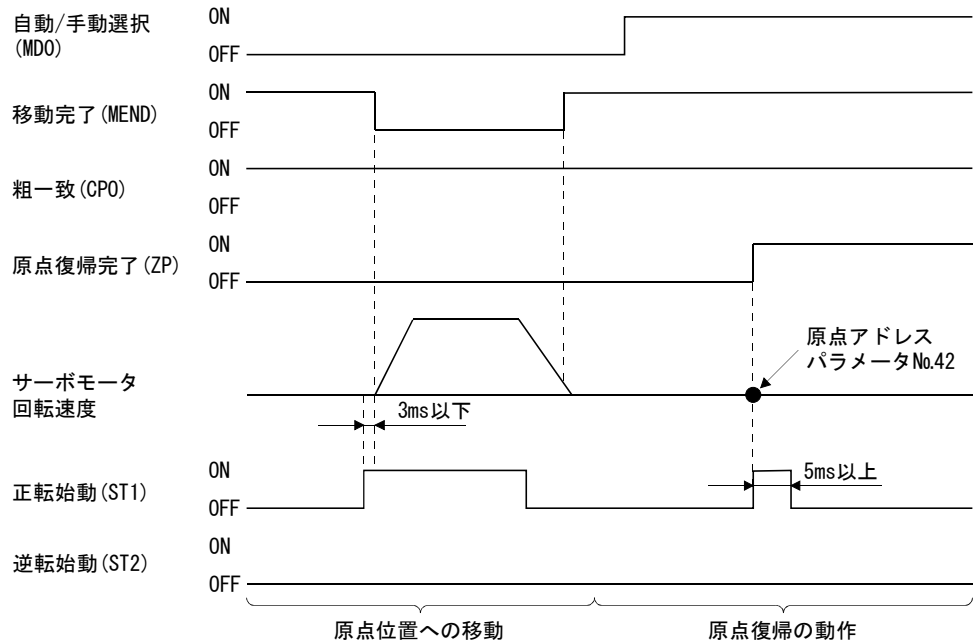 自動/手動選択
(MD0)
ON
OFF
移動完了(MEND)
ON
OFF
粗一致(CPO)
ON
OFF
原点復帰完了(ZP)
ON
OFF
原点アドレス
パラメータNo.42
サーボモータ
回転速度
3ms以下
正転始動(ST1)
ON
OFF
5ms以上
逆転始動(ST2)
ON
OFF
原点位置への移動
原点復帰の動作